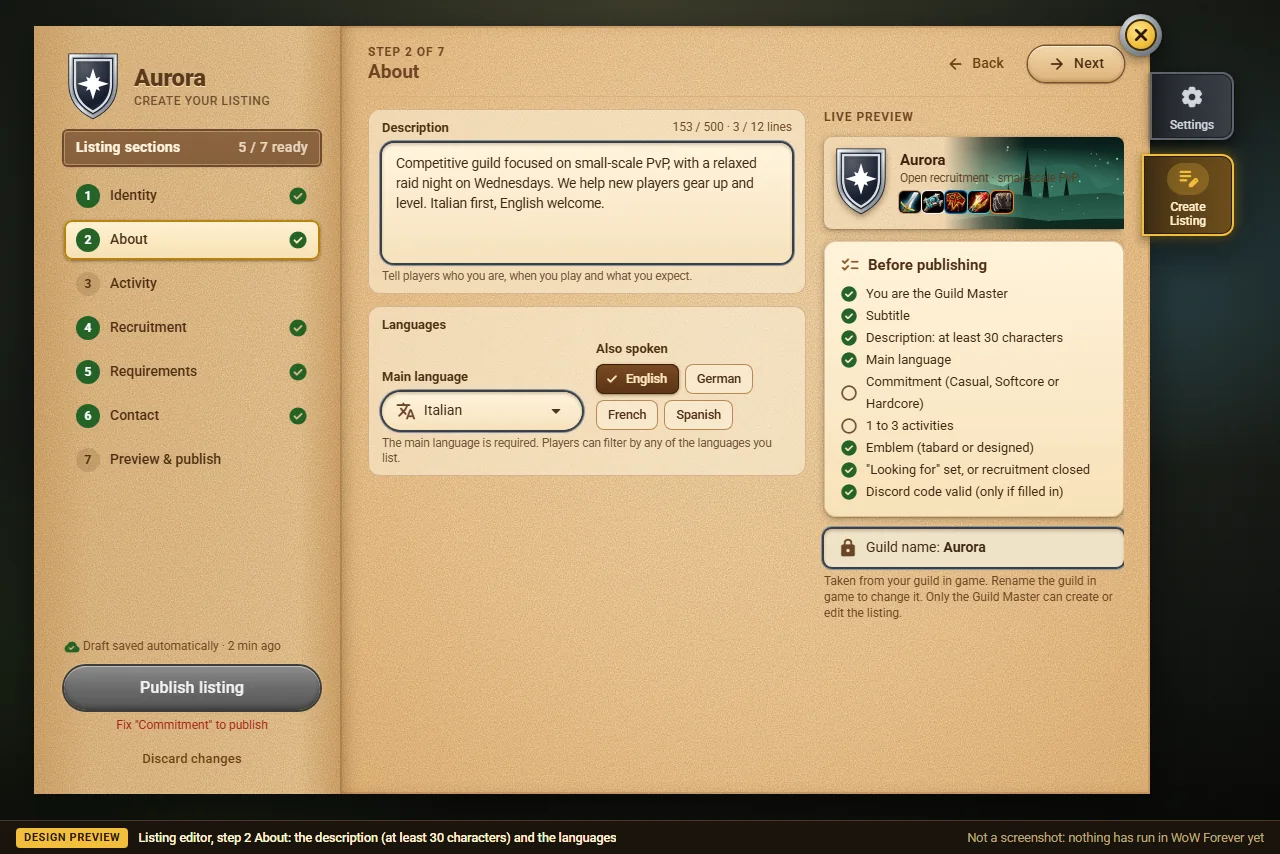 Aurora
CREATE YOUR LISTING
Listing sections 5 / 7 ready
1 Identity
2 About
3 Activity
4 Recruitment
5 Requirements
6 Contact
7 Preview & publish
Draft saved automatically · 2 min ago
Publish listing
Fix "Commitment" to publish
Discard changes
STEP 2 OF 7
About
Back
Next
Description 153 / 500 · 3 / 12 lines
Competitive guild focused on small-scale PvP, with a relaxed
raid night on Wednesdays. We help new players gear up and
level. Italian first, English welcome.
Tell players who you are, when you play and what you expect.
Languages
Main language
Italian
Also spoken
English
German
French
Spanish
The main language is required. Players can filter by any of the languages you
list.
LIVE PREVIEW
Aurora
Open recruitment · small-scale PvP
Before publishing
You are the Guild Master
Subtitle
Description: at least 30 characters
Main language
Commitment (Casual, Softcore or
Hardcore)
1 to 3 activities
Emblem (tabard or designed)
"Looking for" set, or recruitment closed
Discord code valid (only if filled in)
Guild name: Aurora
Taken from your guild in game. Rename the guild in
game to change it. Only the Guild Master can create or
edit the listing.
Settings
Create
Listing
DESIGN PREVIEW Listing editor, step 2 About: the description (at least 30 characters) and the languages
Not a screenshot: nothing has run in WoW Forever yet